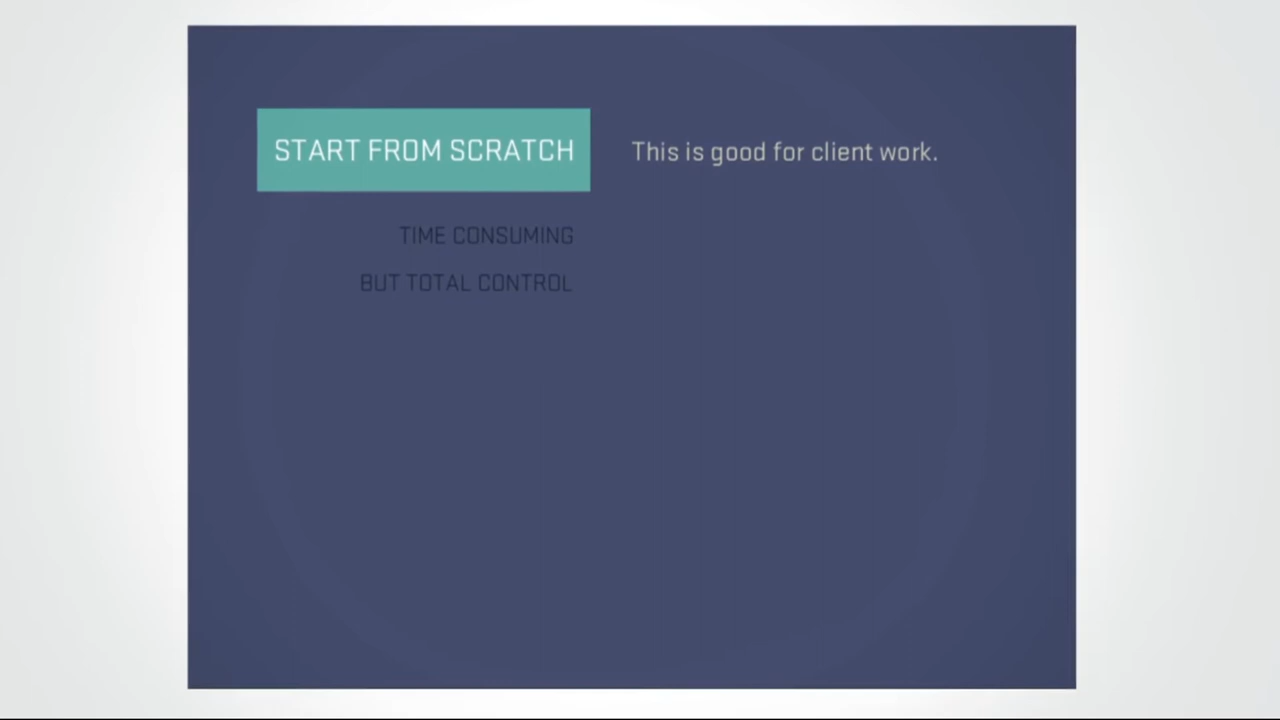 START FROM SCRATCH
This is good for client work.
TIME CONSUMING
BUT TOTAL CONTROL